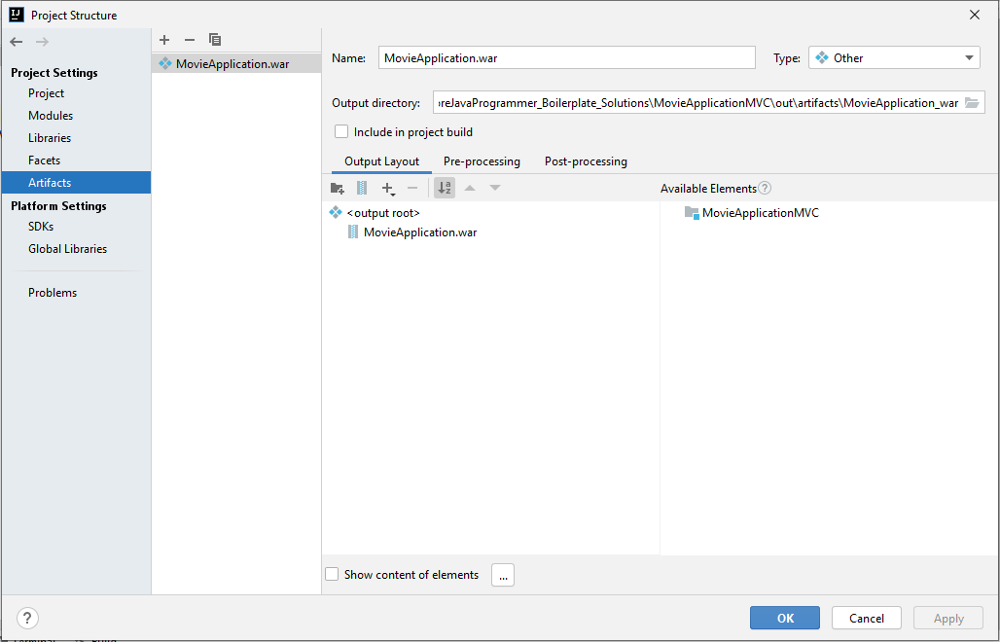 Project Structure
Project Settings
Project
Modules
Libraries
Facets
Artifacts
Platform Settings
SDKs
Global Libraries
Problems
MovieApplication.war
Name: MovieApplication.war Type: Other
Output directory: reJavaProgrammer_Boilerplate_Solutions\MovieApplicationMVC\out\artifacts\MovieApplication_war
Include in project build
Output Layout Pre-processing Post-processing
Available Elements ?
<output root>
MovieApplication.war
MovieApplicationMVC
Show content of elements ...
? OK Cancel Apply